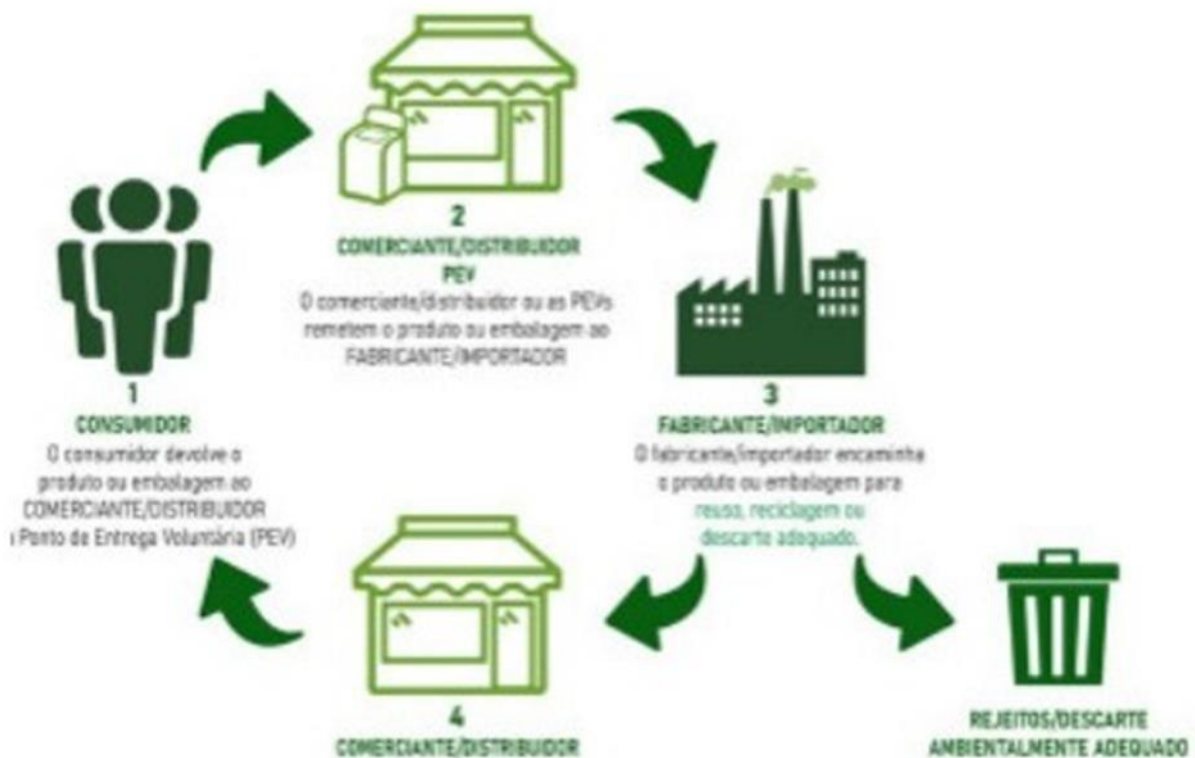 2
COMERCIANTE/DISTRIBUIDOR
PEV
O comerciante/distribuidor ou as PEVs
remetem o produto ou embalagem ao
FABRICANTE/IMPORTADOR
1
CONSUMIDOR
O consumidor devolve o
produto ou embalagem ao
COMERCIANTE/DISTRIBUIDOR
Ponto de Entrega Voluntária (PEV)
3
FABRICANTE/IMPORTADOR
O fabricante/importador encaminha
o produto ou embalagem para
reuso, reciclagem ou
descarte adequado.
4
COMERCIANTE/DISTRIBUIDOR
REJEITOS/DESCARTE
AMBIENTALMENTE ADEQUADO